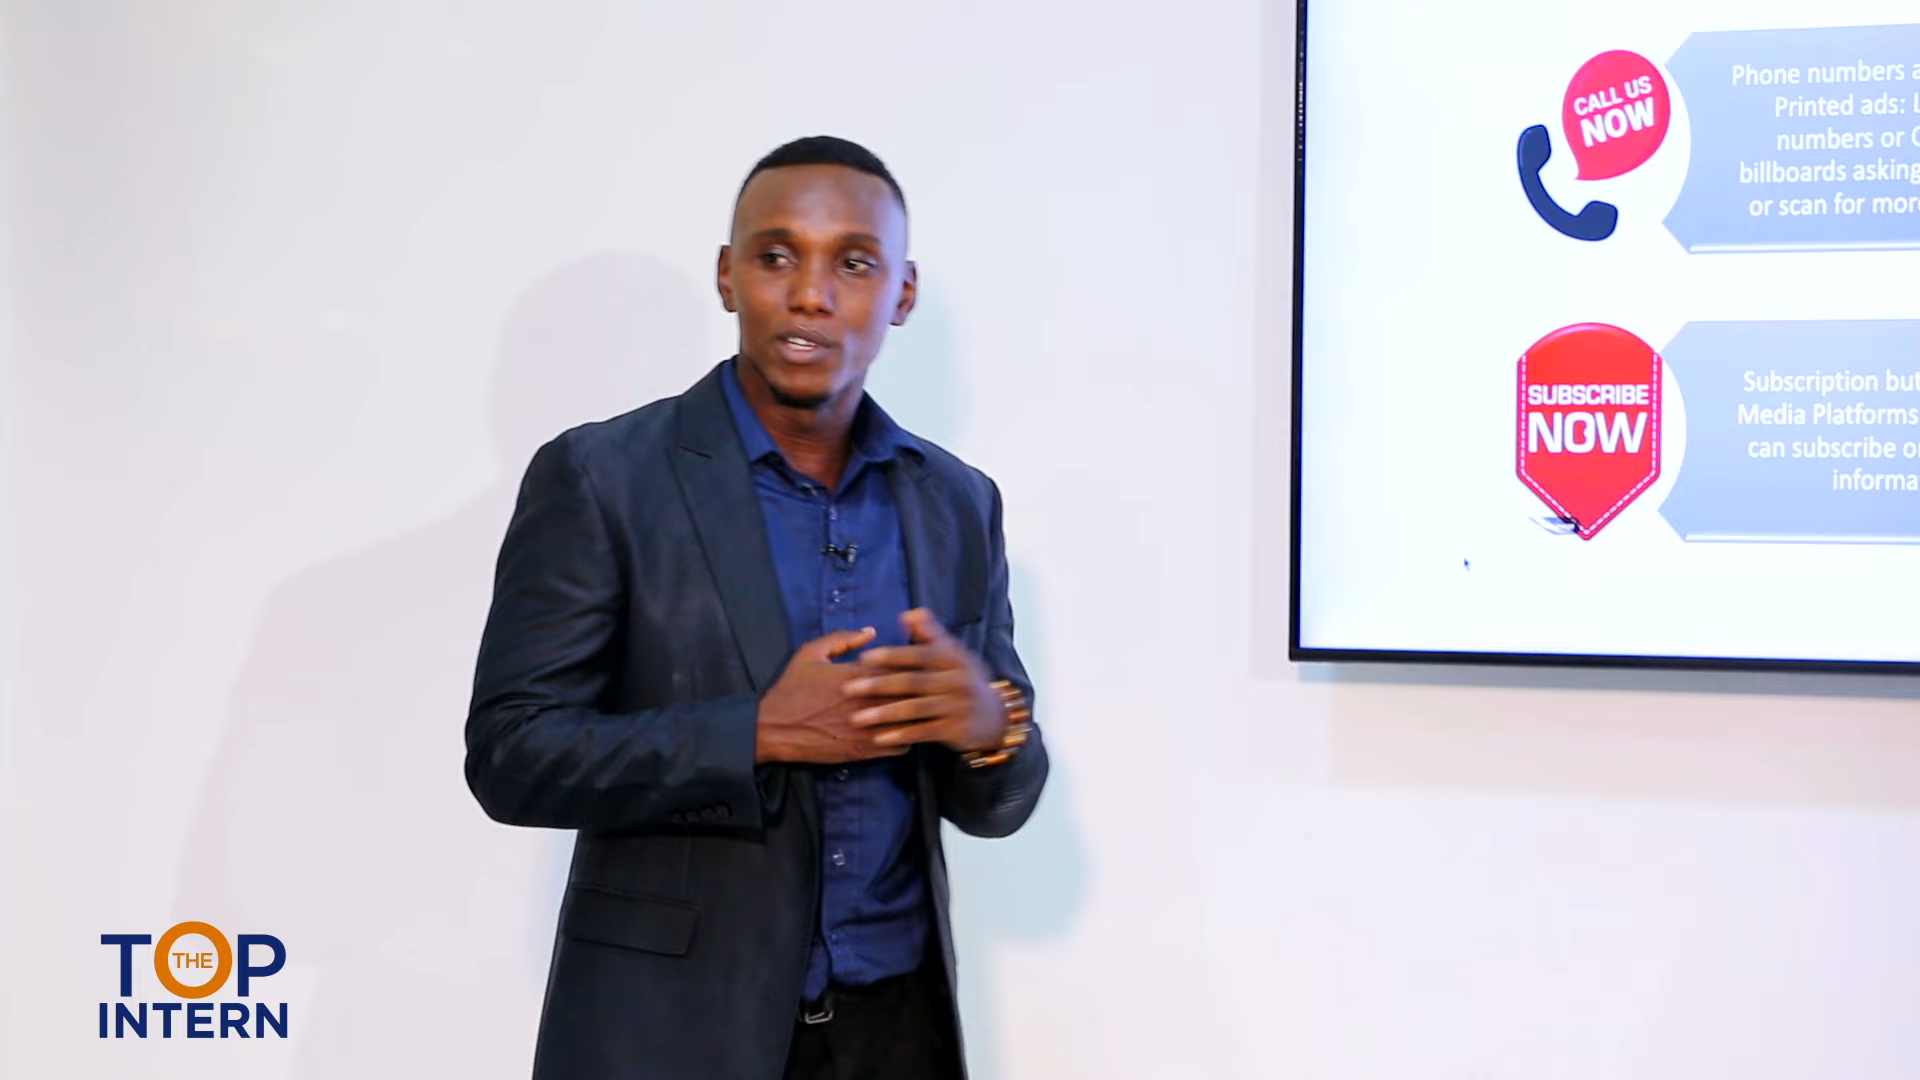 CALL US
NOW
Phone numbers
Printed ads:
numbers or
billboards asking
or scan for more
SUBSCRIBE
NOW
Subscription
Media Platforms
can subscribe
THE
TOP
INTERN